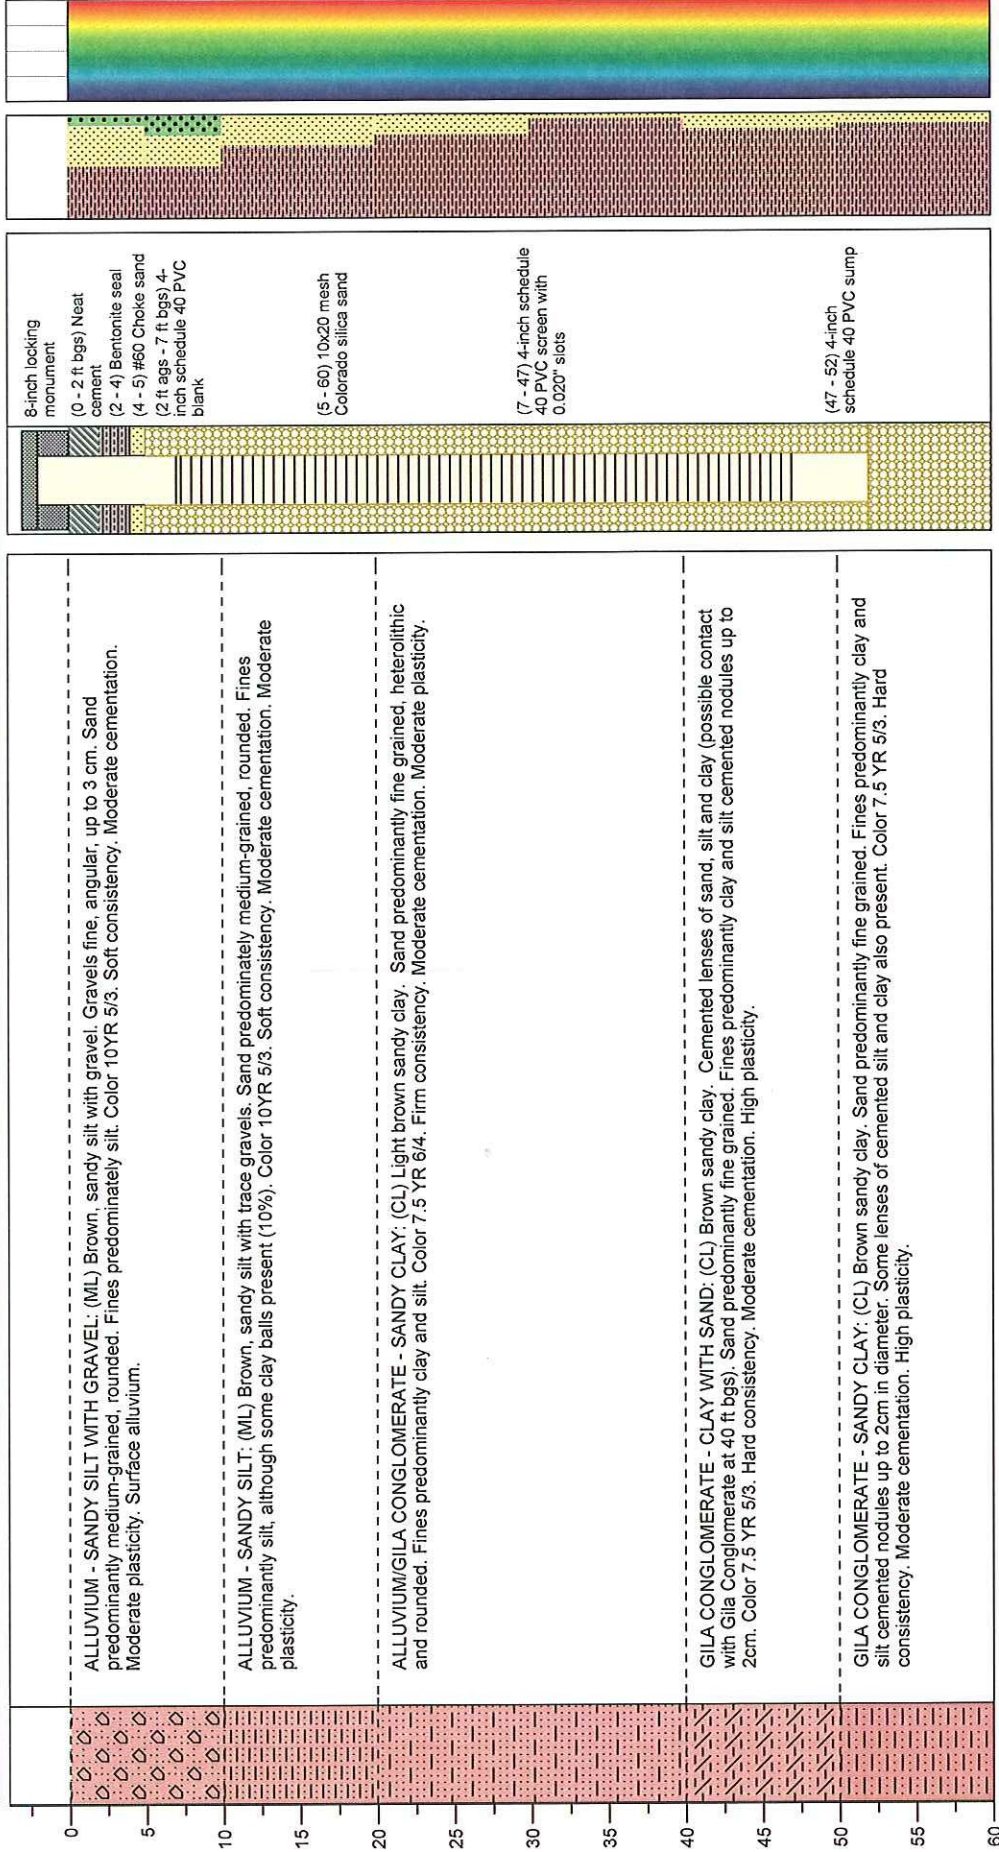 0
5
10
15
20
25
30
35
40
45
50
55
60
ALLUVIUM - SANDY SILT WITH GRAVEL: (ML) Brown, sandy silt with gravel. Gravels fine, angular, up to 3 cm. Sand
predominantly medium-grained, rounded. Fines predominately silt. Color 10YR 5/3. Soft consistency. Moderate cementation.
Moderate plasticity. Surface alluvium.
ALLUVIUM - SANDY SILT: (ML) Brown, sandy silt with trace gravels. Sand predominately medium-grained, rounded. Fines
predominantly silt, although some clay balls present (10%). Color 10YR 5/3. Soft consistency. Moderate cementation. Moderate
plasticity.
ALLUVIUM/GILA CONGLOMERATE - SANDY CLAY: (CL) Light brown sandy clay. Sand predominantly fine grained, heterolithic
and rounded. Fines predominantly clay and silt. Color 7.5 YR 6/4. Firm consistency. Moderate cementation. Moderate plasticity.
GILA CONGLOMERATE - CLAY WITH SAND: (CL) Brown sandy clay. Cemented lenses of sand, silt and clay (possible contact
with Gila Conglomerate at 40 ft bgs). Sand predominantly fine grained. Fines predominantly clay and silt cemented nodules up to
2cm. Color 7.5 YR 5/3. Hard consistency. Moderate cementation. High plasticity.
GILA CONGLOMERATE - SANDY CLAY: (CL) Brown sandy clay. Sand predominantly fine grained. Fines predominantly clay and
silt cemented nodules up to 2cm in diameter. Some lenses of cemented silt and clay also present. Color 7.5 YR 5/3. Hard
consistency. Moderate cementation. High plasticity.
8-inch locking
monument
(0 - 2 ft bgs) Neat
cement
(2 - 4) Bentonite seal
(4 - 5) #60 Choke sand
(2 ft ags - 7 ft bgs) 4-
inch schedule 40 PVC
blank
(5 - 60) 10x20 mesh
Colorado silica sand
(7 - 47) 4-inch schedule
40 PVC screen with
0.020" slots
(47 - 52) 4-inch
schedule 40 PVC sump